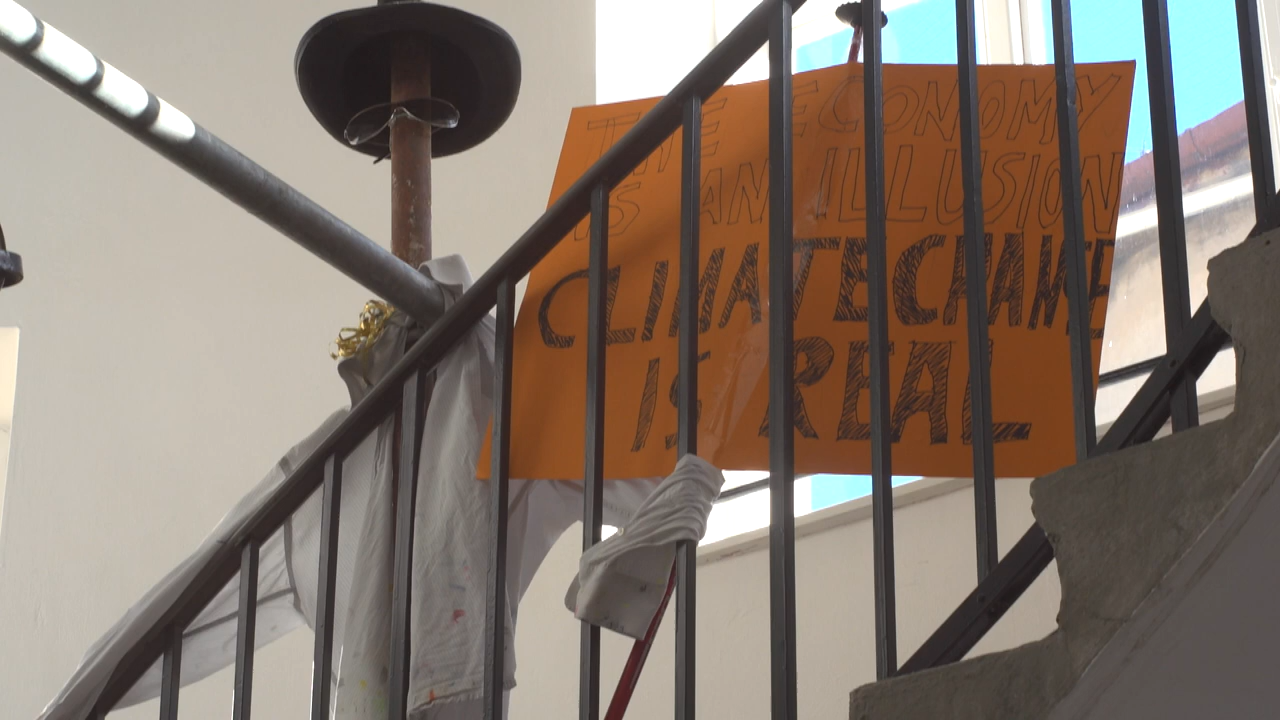 THE ECONOMY
IS AN ILLUSION
CLIMATECHANGE
IS REAL